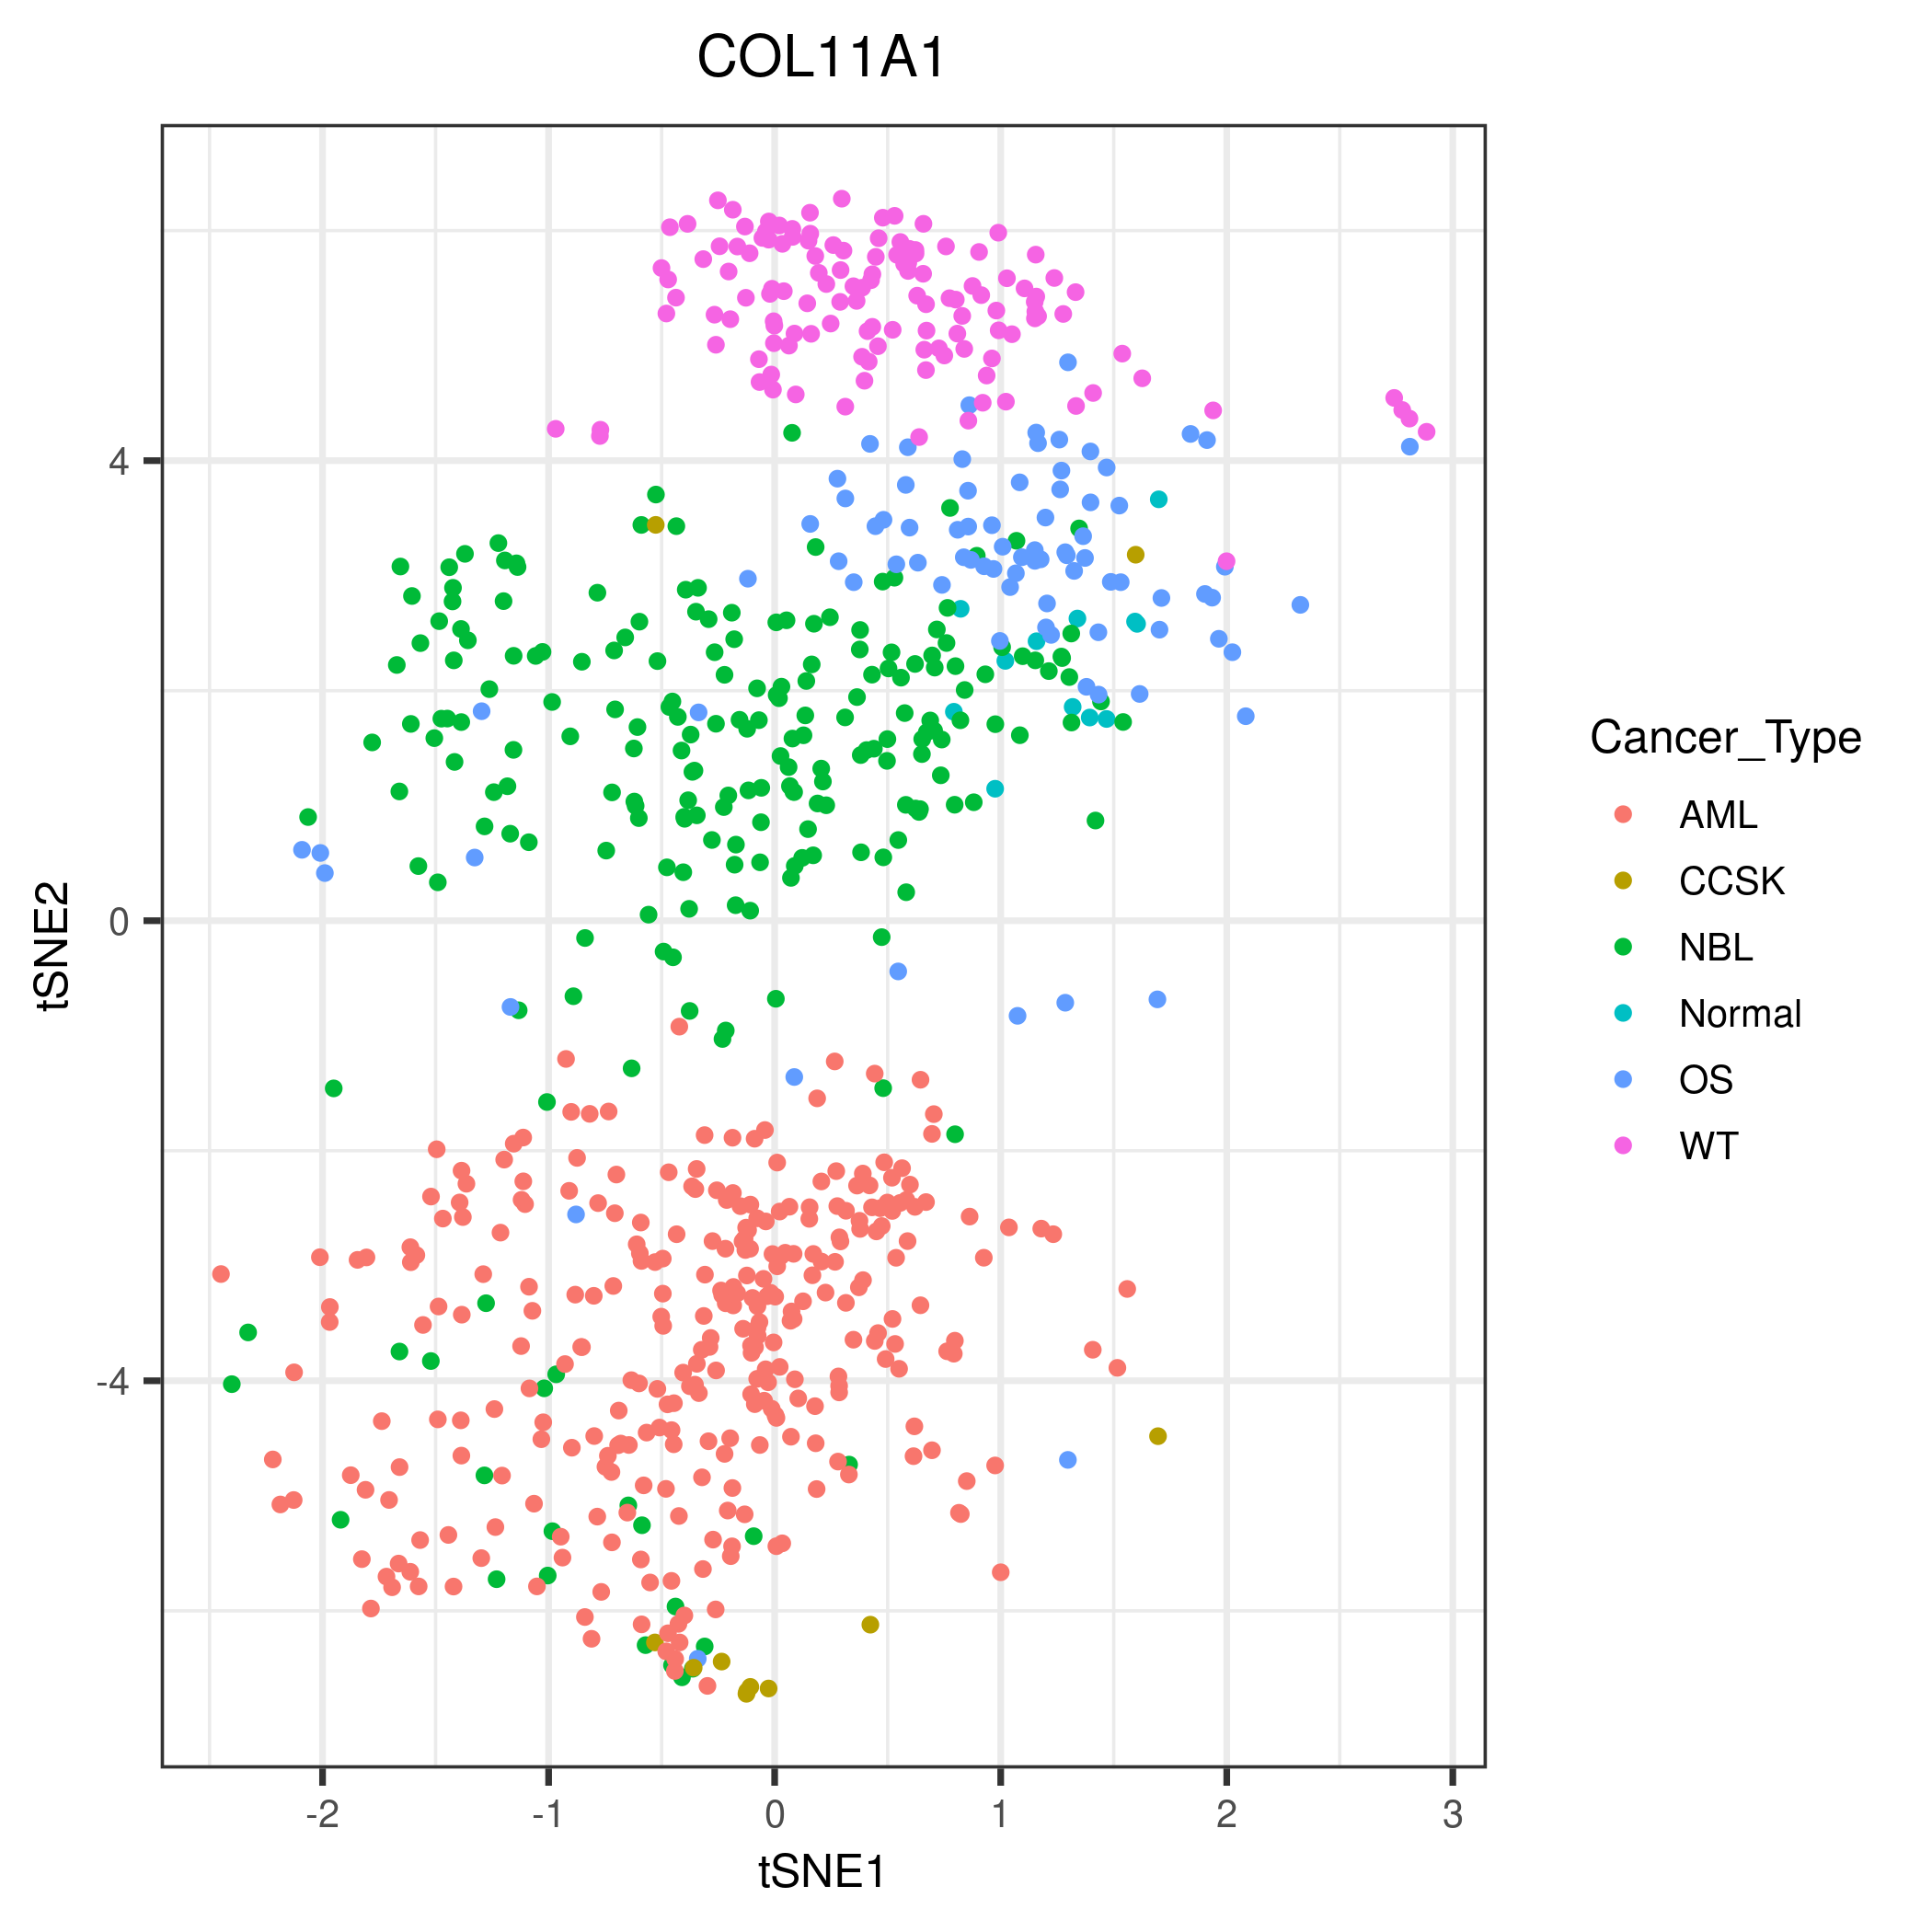 COL11A1
4
0
-4
tSNE2
-2
-1
0
1
2
3
tSNE1
Cancer_Type
AML
CCSK
NBL
Normal
OS
WT